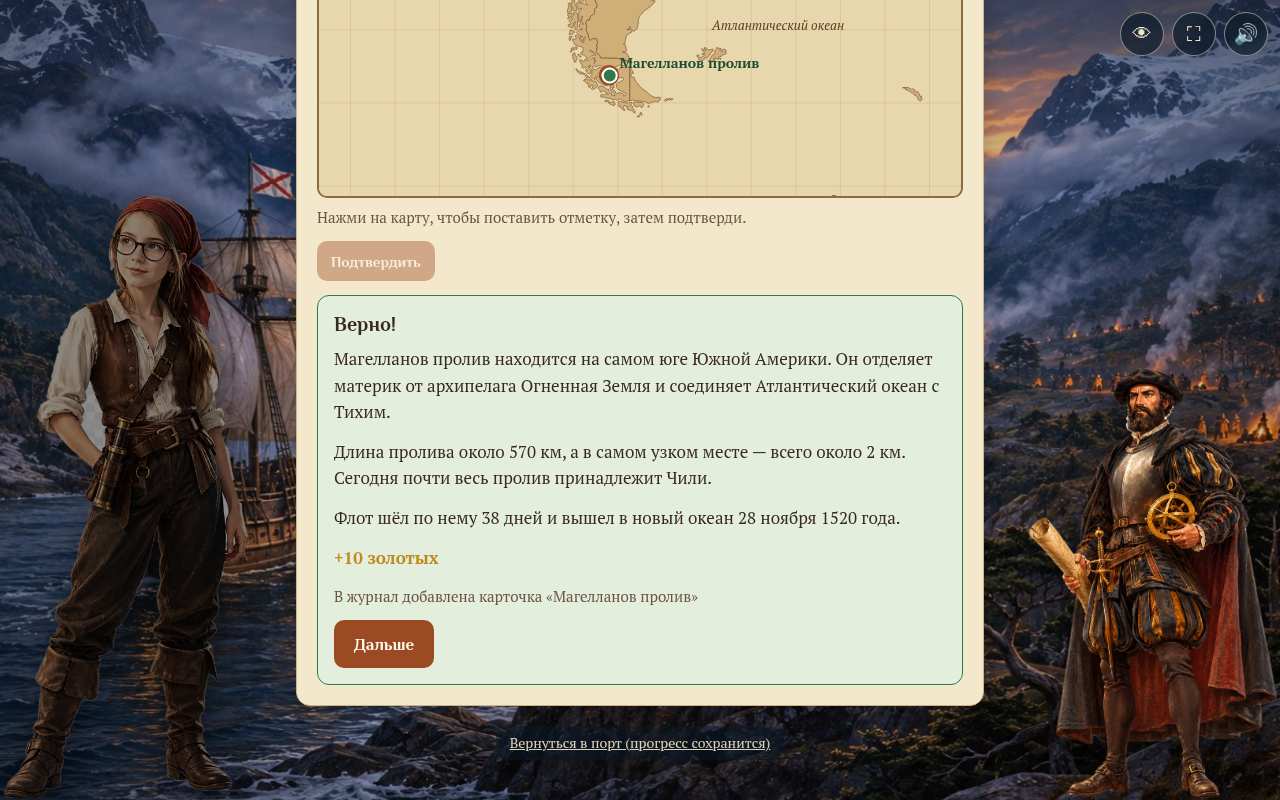 Атлантический океан
Магелланов пролив
Нажми на карту, чтобы поставить отметку, затем подтверди.
Подтвердить
Верно!
Магелланов пролив находится на самом юге Южной Америки. Он отделяет
материк от архипелага Огненная Земля и соединяет Атлантический океан с
Тихим.
Длина пролива около 570 км, а в самом узком месте — всего около 2 км.
Сегодня почти весь пролив принадлежит Чили.
Флот шёл по нему 38 дней и вышел в новый океан 28 ноября 1520 года.
+10 золотых
В журнал добавлена карточка «Магелланов пролив»
Дальше
Вернуться в порт (прогресс сохранится)